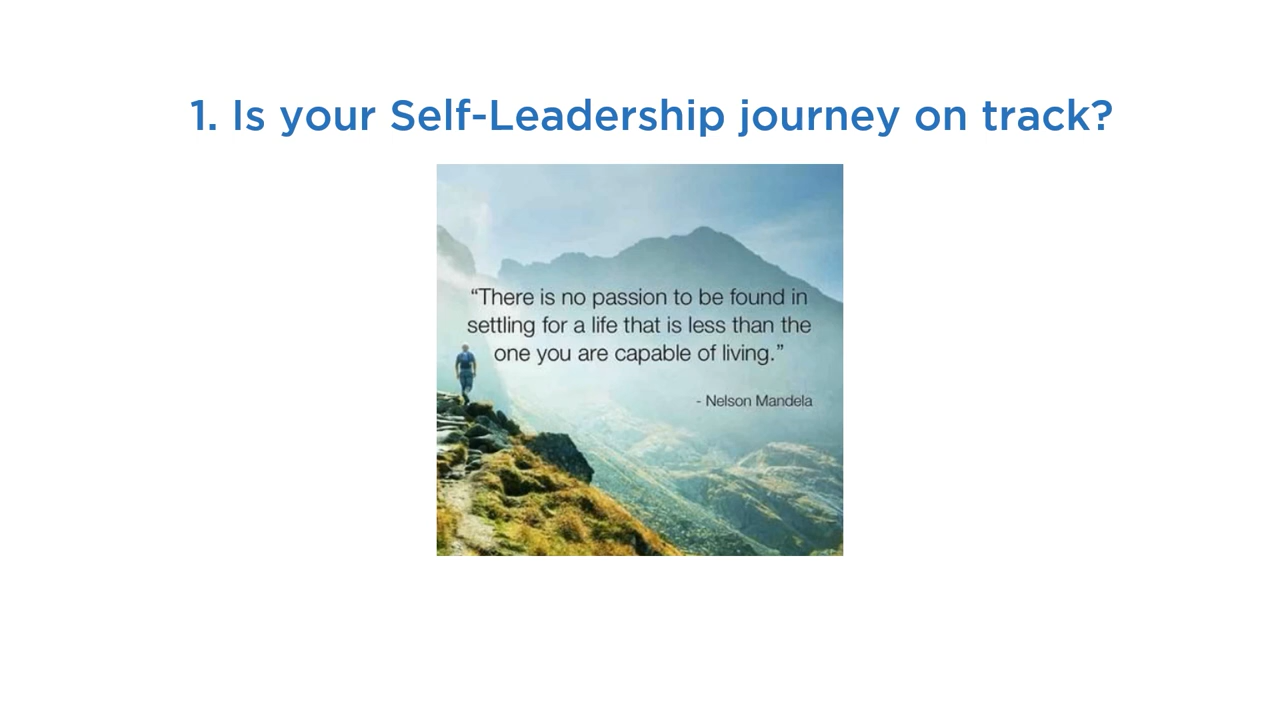 1. Is your Self-Leadership journey on track?
“There is no passion to be found in
settling for a life that is less than the
one you are capable of living.”
- Nelson Mandela